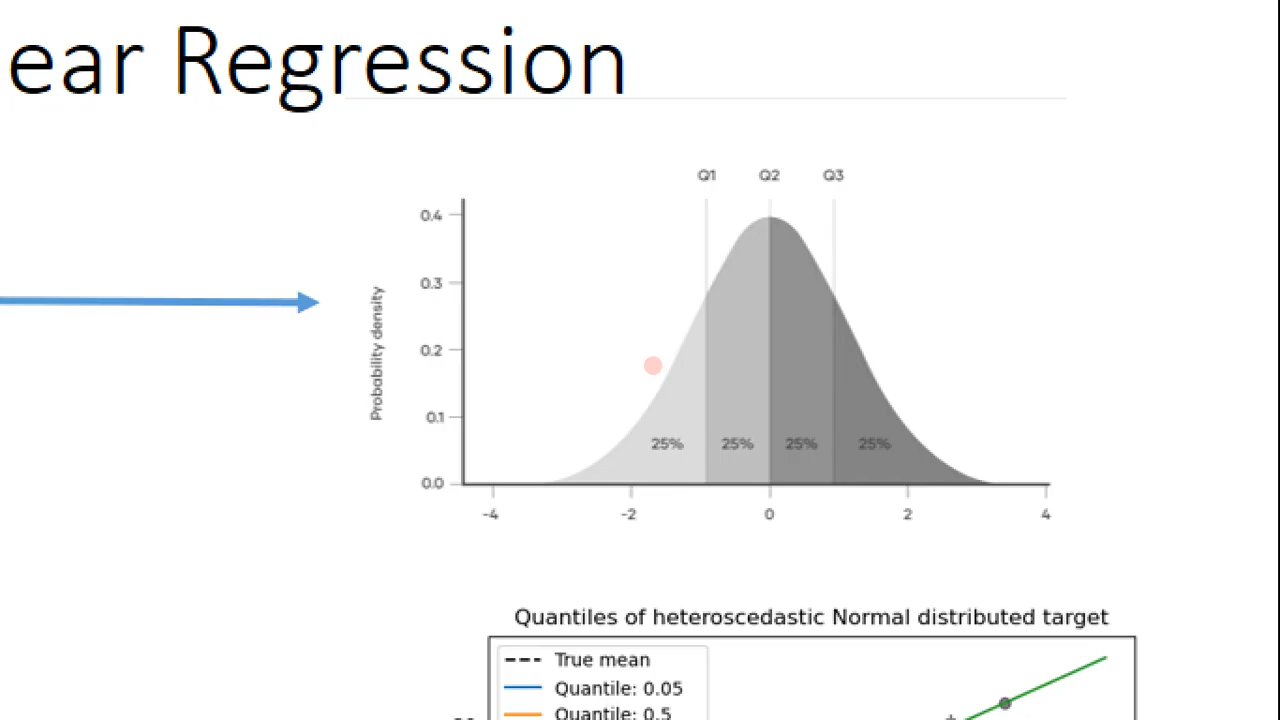 ear Regression
Q1 Q2 Q3
0.4
0.3
0.2
0.1
0.0
Probability density
25% 25% 25% 25%
-4 -2 0 2 4
Quantiles of heteroscedastic Normal distributed target
True mean
Quantile: 0.05
Quantile: 0.5